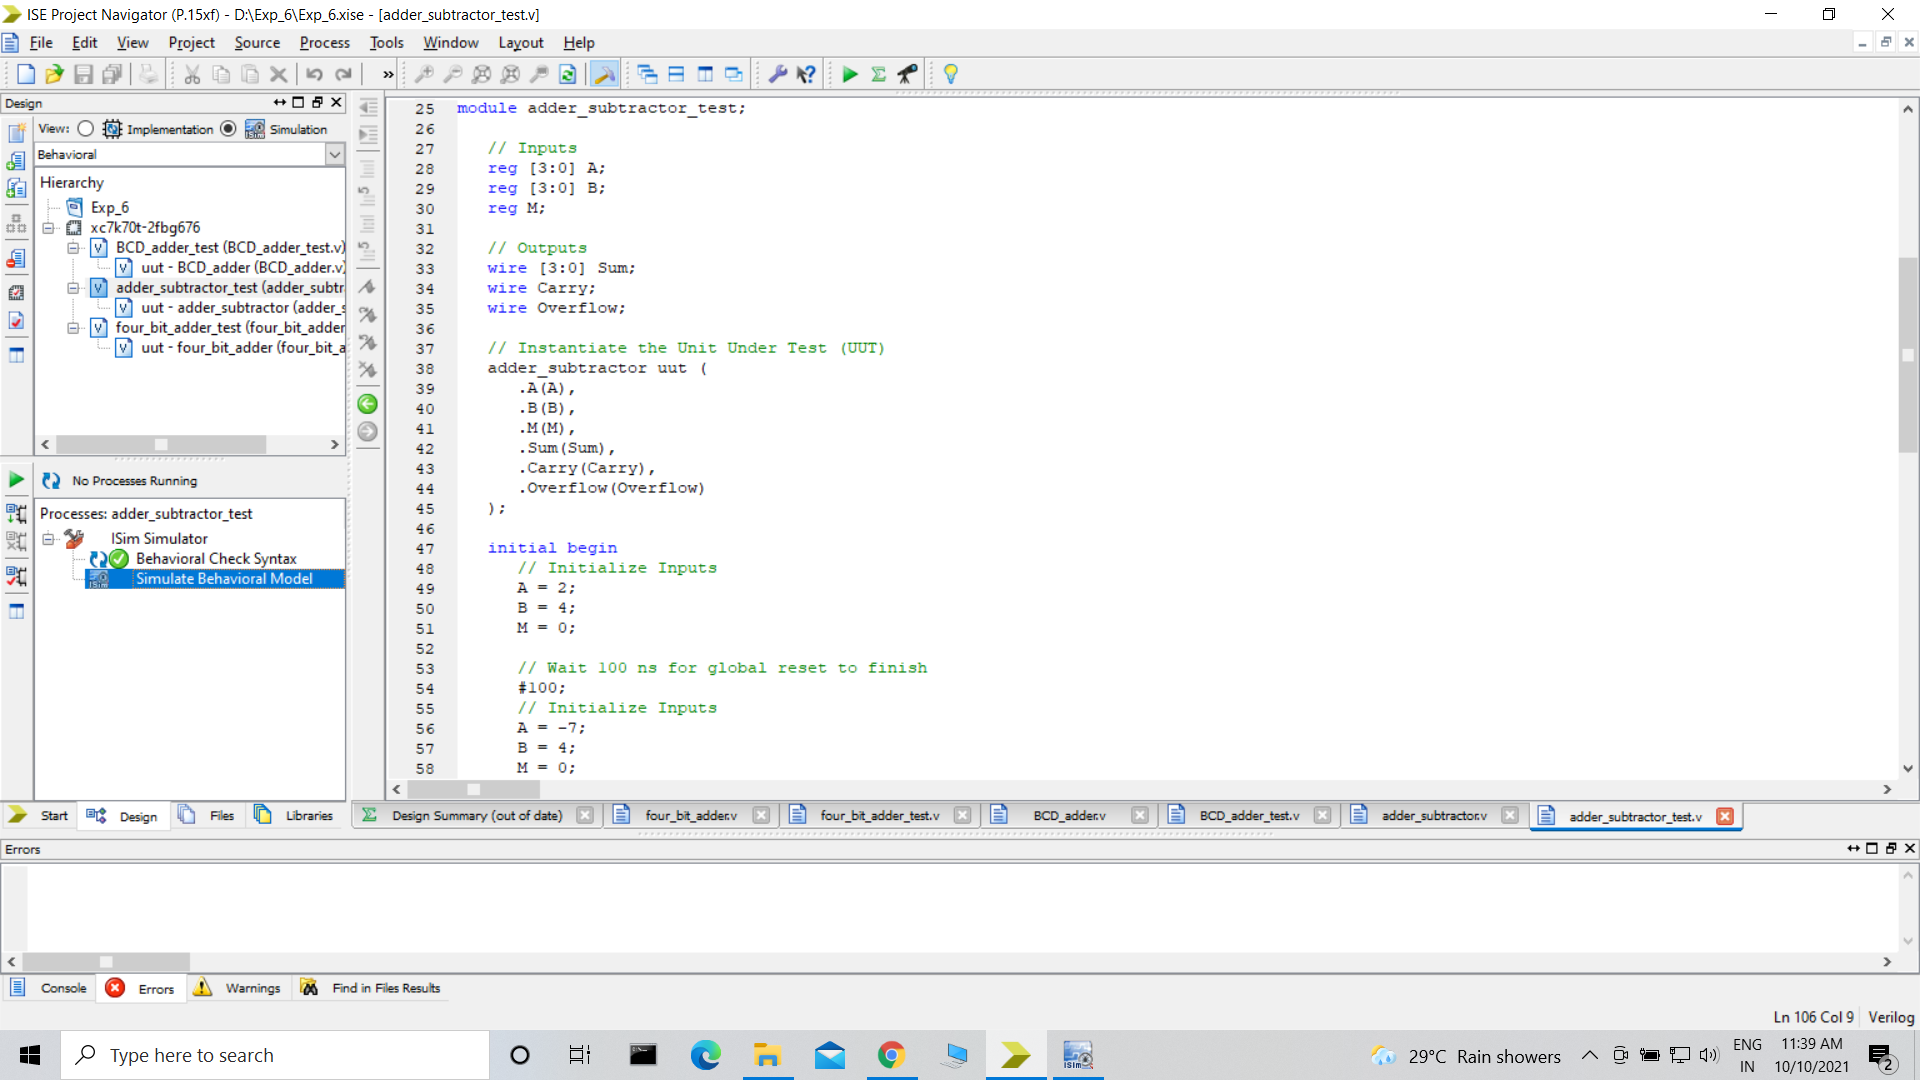 ISE Project Navigator (P.15xf) - D:\Exp_6\Exp_6.xise - [adder_subtractor_test.v]
File Edit View Project Source Process Tools Window Layout Help
»
Design
View: Implementation Simulation
Behavioral
Hierarchy
Exp_6
xc7k70t-2fbg676
BCD_adder_test (BCD_adder_test.v)
uut - BCD_adder (BCD_adder.v)
adder_subtractor_test (adder_subtr
uut - adder_subtractor (adder_s
four_bit_adder_test (four_bit_adder
uut - four_bit_adder (four_bit_a
No Processes Running
Processes: adder_subtractor_test
ISim Simulator
Behavioral Check Syntax
Simulate Behavioral Model
Start Design Files Libraries
25 module adder_subtractor_test;
26
27 // Inputs
28 reg [3:0] A;
29 reg [3:0] B;
30 reg M;
31
32 // Outputs
33 wire [3:0] Sum;
34 wire Carry;
35 wire Overflow;
36
37 // Instantiate the Unit Under Test (UUT)
38 adder_subtractor uut (
39 .A(A),
40 .B(B),
41 .M(M),
42 .Sum(Sum),
43 .Carry(Carry),
44 .Overflow(Overflow)
45 );
46
47 initial begin
48 // Initialize Inputs
49 A = 2;
50 B = 4;
51 M = 0;
52
53 // Wait 100 ns for global reset to finish
54 #100;
55 // Initialize Inputs
56 A = -7;
57 B = 4;
58 M = 0;
Design Summary (out of date) four_bit_adder.v four_bit_adder_test.v BCD_adder.v BCD_adder_test.v adder_subtractor.v adder_subtractor_test.v
Errors
Console Errors Warnings Find in Files Results
Ln 106 Col 9 Verilog
Type here to search
29°C Rain showers
ENG
IN
11:39 AM
10/10/2021
2